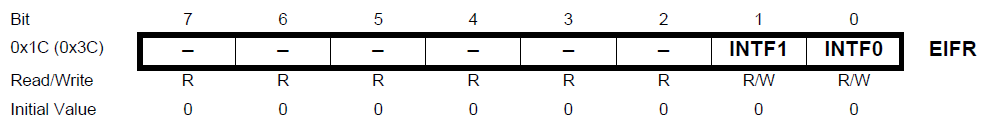 Bit 7 6 5 4 3 2 1 0
0x1C (0x3C) – – – – – – INTF1 INTF0 EIFR
Read/Write R R R R R R R/W R/W
Initial Value 0 0 0 0 0 0 0 0